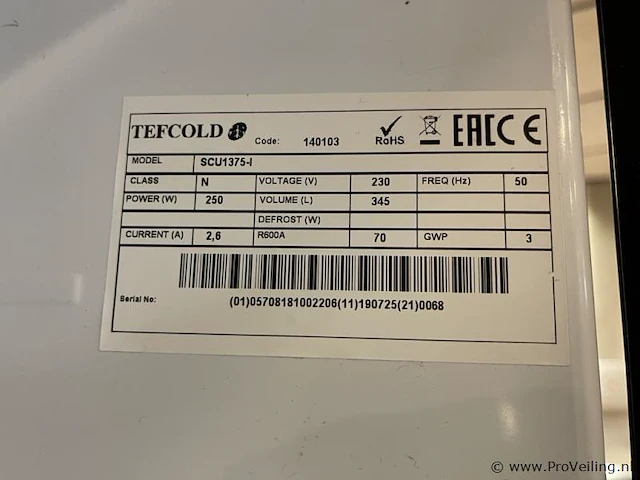 TEFCOLD Code: 140103 RoHS EAC CE
MODEL SCU1375-I
CLASS N VOLTAGE (V) 230 FREQ (Hz) 50
POWER (W) 250 VOLUME (L) 345
DEFROST (W)
CURRENT (A) 2,6 R600A 70 GWP 3
Serial No: (01)05708181002206(11)190725(21)0068
© www.ProVeiling.nl